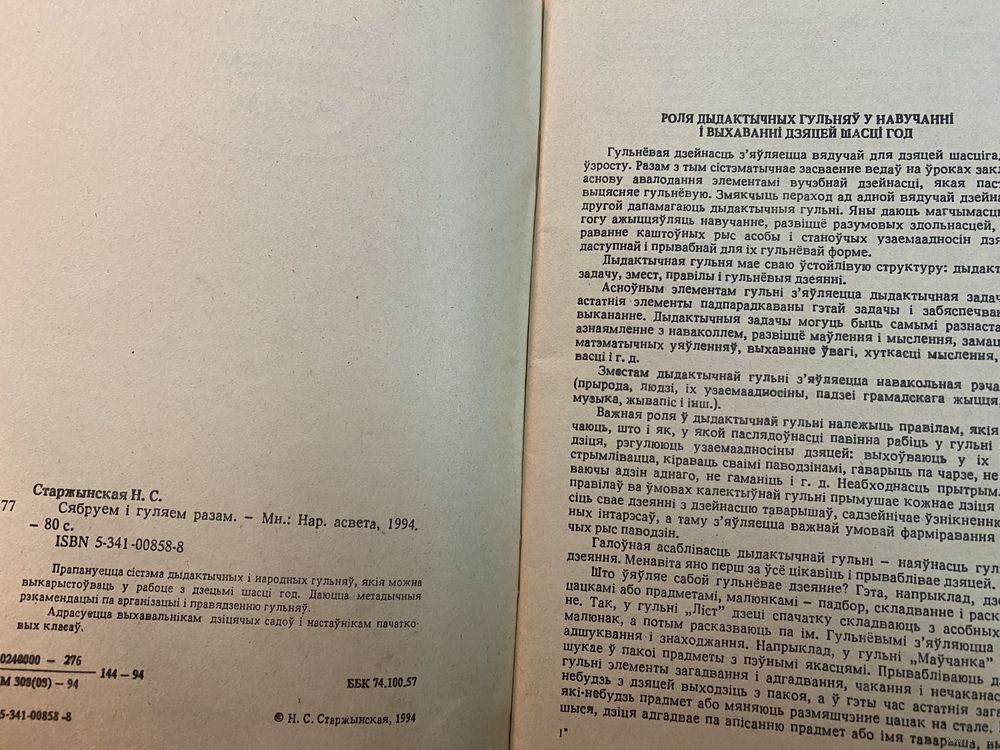 77
Старжынская Н. С.
Сябруем і гуляем разам. – Мн.: Нар. асвета, 1994.
– 80 с.
ISBN 5-341-00858-8
Прапануецца сістэма дыдактычных і народных гульняў, якія можна
выкарыстоўваць у рабоце з дзецьмі шасці год. Даюцца метадычныя
рэкамендацыі па арганізацыі і правядзенню гульняў.
Адрасуецца выхавальнікам дзіцячых садоў і настаўнікам пачатко-
вых класаў.
0240000 – 276
М 303(03) – 94
144 – 94
ББК 74.100.57
5-341-00858-8
© Н. С. Старжынская, 1994
РОЛЯ ДЫДАКТЫЧНЫХ ГУЛЬНЯЎ У НАВУЧАННІ
І ВЫХАВАННІ ДЗЯЦЕЙ ШАСЦІ ГОД
Гульнёвая дзейнасць з’яўляецца вядучай для дзяцей шасціга
ўзросту. Разам з тым сістэматычнае засваенне ведаў на ўроках закл
аснову авалодання элементамі вучэбнай дзейнасці, якая паст
выцясняе гульнёвую. Змякчыць пераход ад адной вядучай дзейна
другой дапамагаюць дыдактычныя гульні. Яны даюць магчымасц
гогу ажыццяўляць навучанне, развіццё разумовых здольнасцей,
раванне каштоўных рыс асобы і станоўчых узаемаадносін дзя
даступнай і прывабнай для іх гульнёвай форме.
Дыдактычная гульня мае сваю ўстойлівую структуру: дыдакт
задачу, змест, правілы і гульнёвыя дзеянні.
Асноўным элементам гульні з’яўляецца дыдактычная задач
астатнія элементы падпарадкаваны гэтай задачы і забяспечва
выкананне. Дыдактычныя задачы могуць быць самымі разнаста
азнаямленне з наваколлем, развіццё маўлення і мыслення, замац
матэматычных уяўленняў, выхаванне ўвагі, хуткасці мыслення,
васці і г. д.
Зместам дыдактычнай гульні з’яўляецца навакольная рэча
(прырода, людзі, іх узаемаадносіны, падзеі грамадскага жыцця,
музыка, жывапіс і інш.).
Важная роля ў дыдактычнай гульні належыць правілам, якія
чаюць, што і як, у якой паслядоўнасці павінна рабіць у гульні
дзіця, рэгулююць узаемаадносіны дзяцей: выхоўваюць у іх
стрымлівацца, кіраваць сваімі паводзінамі, гаварыць па чарзе, не
ваючы адзін аднаго, не гаманіць і г. д. Неабходнасць прытрым
правілаў ва ўмовах калектыўнай гульні прымушае кожнае дзіця
сіць свае дзеянні з дзейнасцю таварышаў, садзейнічае ўзнікненню
ных інтарэсаў, а таму з’яўляецца важнай умовай фарміравання
чых рыс паводзін.
Галоўная асаблівасць дыдактычнай гульні – наяўнасць гул
дзеяння. Менавіта яно перш за ўсё цікавіць і прываблівае дзяцей.
Што ўяўляе сабой гульнёвае дзеянне? Гэта, напрыклад, дзе
цацкамі або прадметамі, малюнкамі – падбор, складванне і раск
не. Так, у гульні „Ліст” дзеці спачатку складваюць з асобных
малюнак, а потым расказваюць па ім. Гульнёвымі з’яўляюцца
адшуквання і знаходжання. Напрыклад, у гульні „Маўчанка”
шукае ў пакоі прадметы з пэўнымі якасцямі. Прывабліваюць д
гульні элементы загадвання і адгадвання, чакання і нечаканас
небудзь з дзяцей выходзіць з пакоя, а ў гэты час астатнія зага
які-небудзь прадмет або мяняюць размяшчэнне цацак на стале.
шыся, дзіця адгадвае па апісанню прадмет або імя таварыша,
1*